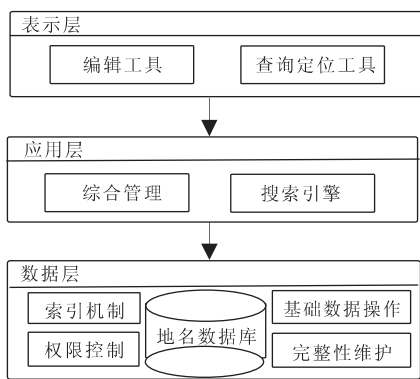 表示层
编辑工具
查询定位工具
应用层
综合管理
搜索引擎
数据层
索引机制
地名数据库
基础数据操作
权限控制
完整性维护